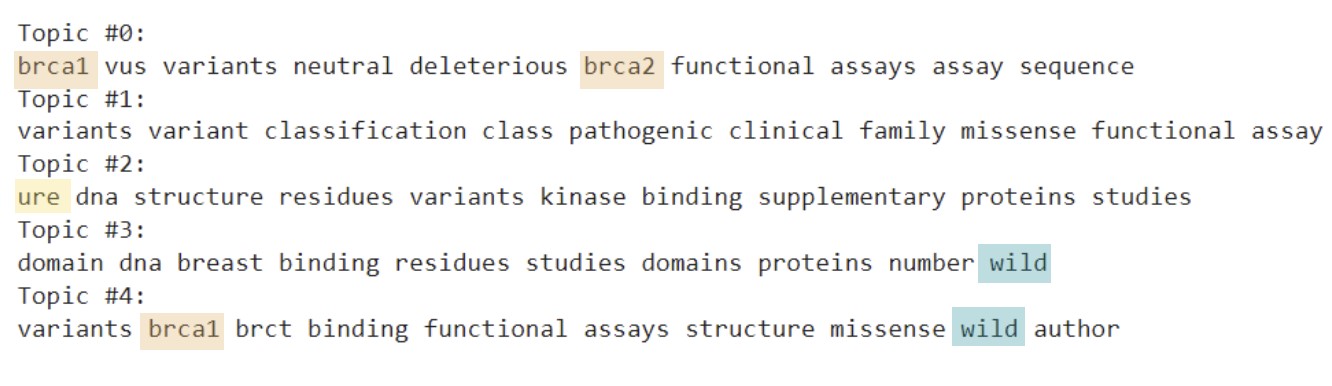 Topic #0:
brca1 vus variants neutral deleterious brca2 functional assays assay sequence
Topic #1:
variants variant classification class pathogenic clinical family missense functional assay
Topic #2:
ure dna structure residues variants kinase binding supplementary proteins studies
Topic #3:
domain dna breast binding residues studies domains proteins number wild
Topic #4:
variants brca1 brct binding functional assays structure missense wild author